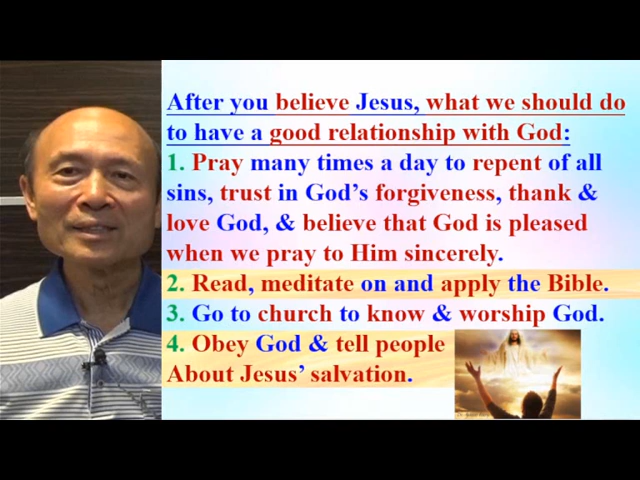 After you believe Jesus, what we should do
to have a good relationship with God:
1. Pray many times a day to repent of all
sins, trust in God’s forgiveness, thank &
love God, & believe that God is pleased
when we pray to Him sincerely.
2. Read, meditate on and apply the Bible.
3. Go to church to know & worship God.
4. Obey God & tell people
About Jesus’ salvation.